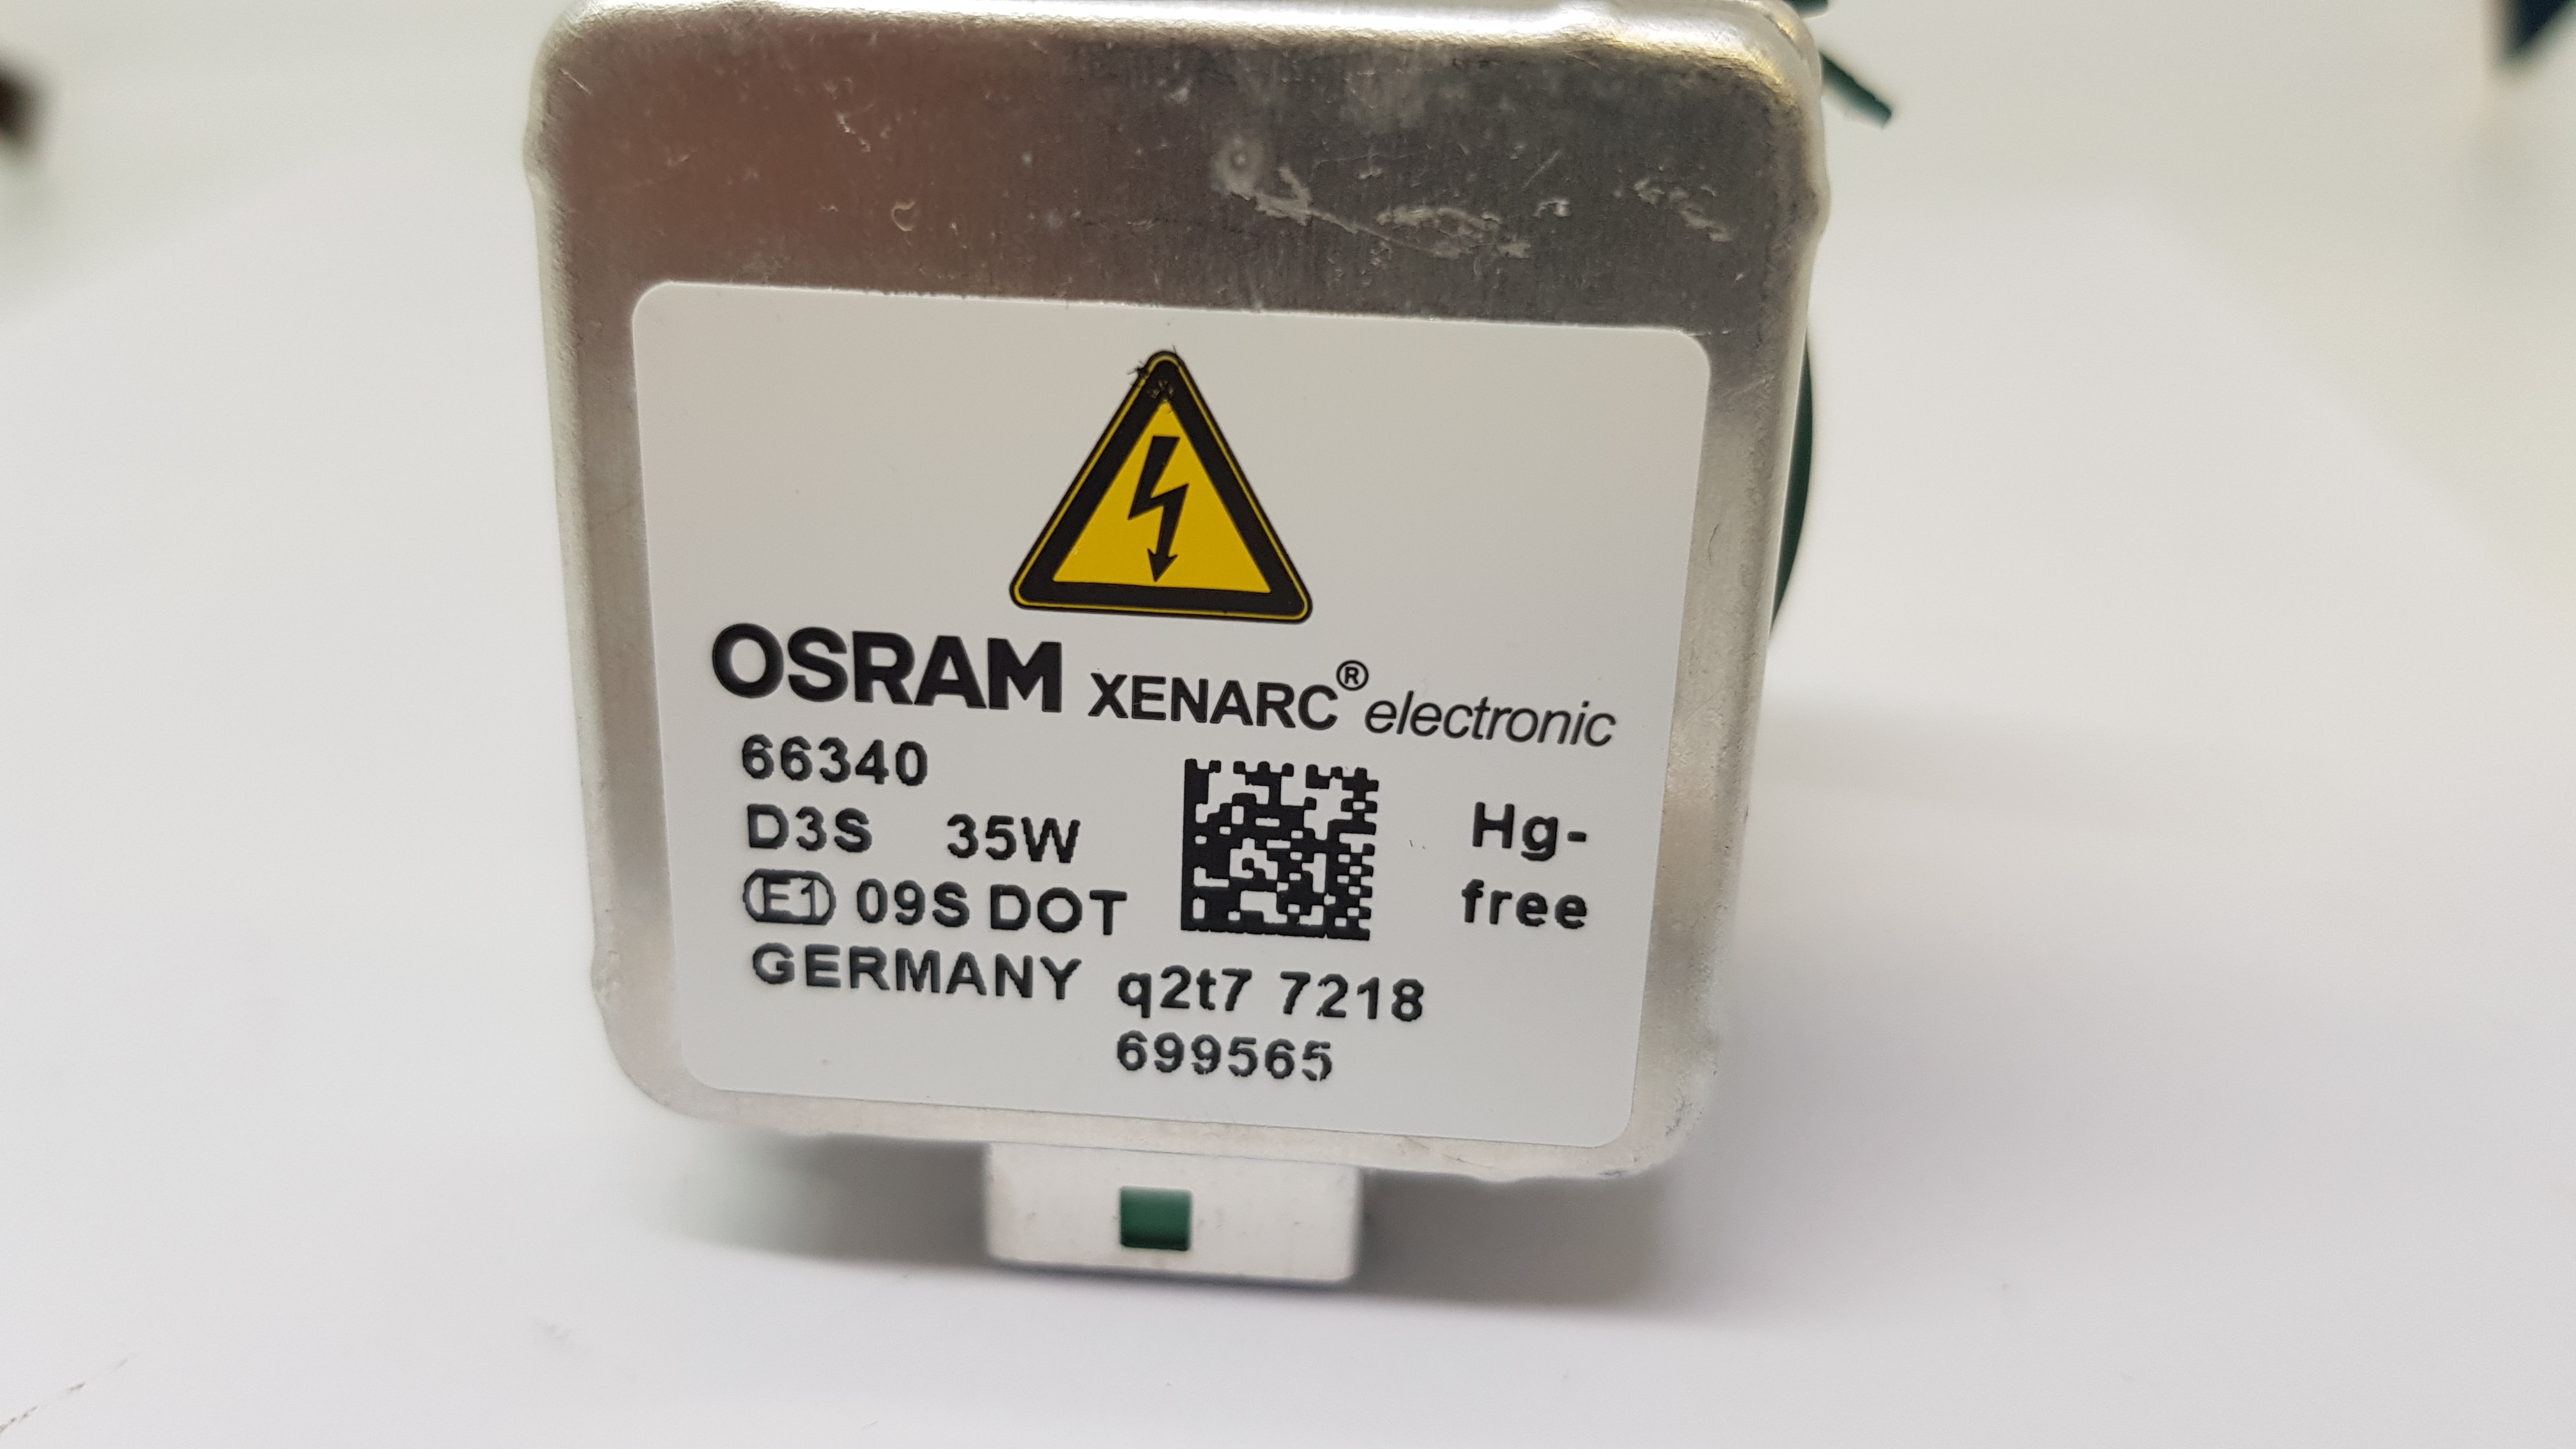 OSRAM XENARC® electronic
66340
D3S 35W
E1 09S DOT
Hg-
free
GERMANY q2t7 7218
699565